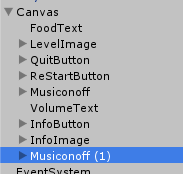 Canvas
FoodText
LevelImage
QuitButton
ReStartButton
Musiconoff
VolumeText
InfoButton
InfoImage
Musiconoff (1)
EventSystem